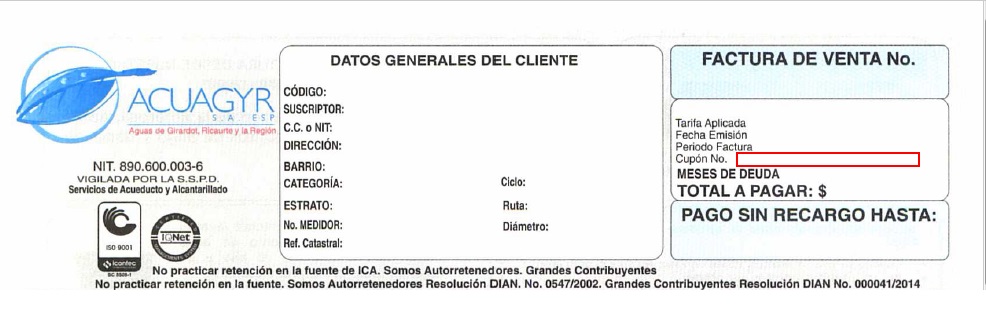 ACUAGYR
S.A. ESP
Aguas de Girardot, Ricaurte y la Región
NIT. 890.600.003-6
VIGILADA POR LA S.S.P.D.
Servicios de Acueducto y Alcantarillado
ISO 9001
icontec
SC 5526-1
IQNet
DATOS GENERALES DEL CLIENTE
CÓDIGO:
SUSCRIPTOR:
C.C. o NIT:
DIRECCIÓN:
BARRIO:
CATEGORÍA: Ciclo:
ESTRATO: Ruta:
No. MEDIDOR: Diámetro:
Ref. Catastral:
FACTURA DE VENTA No.
Tarifa Aplicada
Fecha Emisión
Periodo Factura
Cupón No.
MESES DE DEUDA
TOTAL A PAGAR: $
PAGO SIN RECARGO HASTA:
No practicar retención en la fuente de ICA. Somos Autorretenedores. Grandes Contribuyentes
No practicar retención en la fuente. Somos Autorretenedores Resolución DIAN. No. 0547/2002. Grandes Contribuyentes Resolución DIAN No. 000041/2014